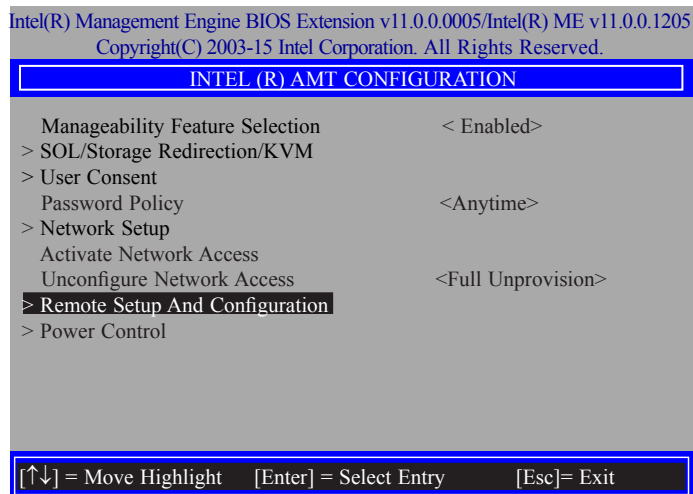 Intel(R) Management Engine BIOS Extension v11.0.0.0005/Intel(R) ME v11.0.0.1205
Copyright(C) 2003-15 Intel Corporation. All Rights Reserved.
INTEL (R) AMT CONFIGURATION
Manageability Feature Selection < Enabled>
> SOL/Storage Redirection/KVM
> User Consent
Password Policy <Anytime>
> Network Setup
Activate Network Access
Unconfigure Network Access <Full Unprovision>
> Remote Setup And Configuration
> Power Control
[↑↓] = Move Highlight [Enter] = Select Entry [Esc]= Exit